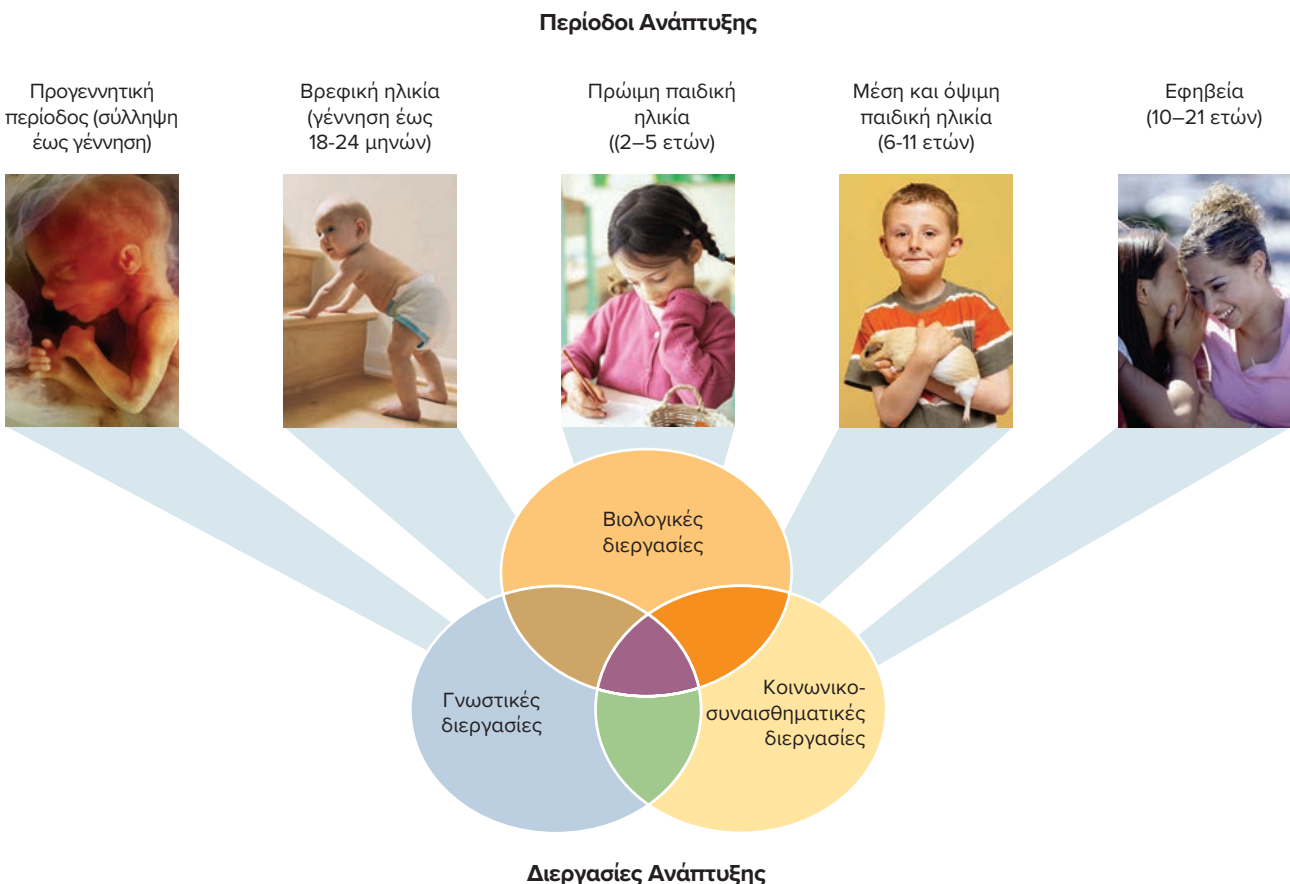 Περίοδοι Ανάπτυξης
Προγεννητική
περίοδος (σύλληψη
έως γέννηση)
Βρεφική ηλικία
(γέννηση έως
18-24 μηνών)
Πρώιμη παιδική
ηλικία
((2–5 ετών)
Μέση και όψιμη
παιδική ηλικία
(6-11 ετών)
Εφηβεία
(10–21 ετών)
Βιολογικές
διεργασίες
Γνωστικές
διεργασίες
Κοινωνικο-
συναισθηματικές
διεργασίες
Διεργασίες Ανάπτυξης